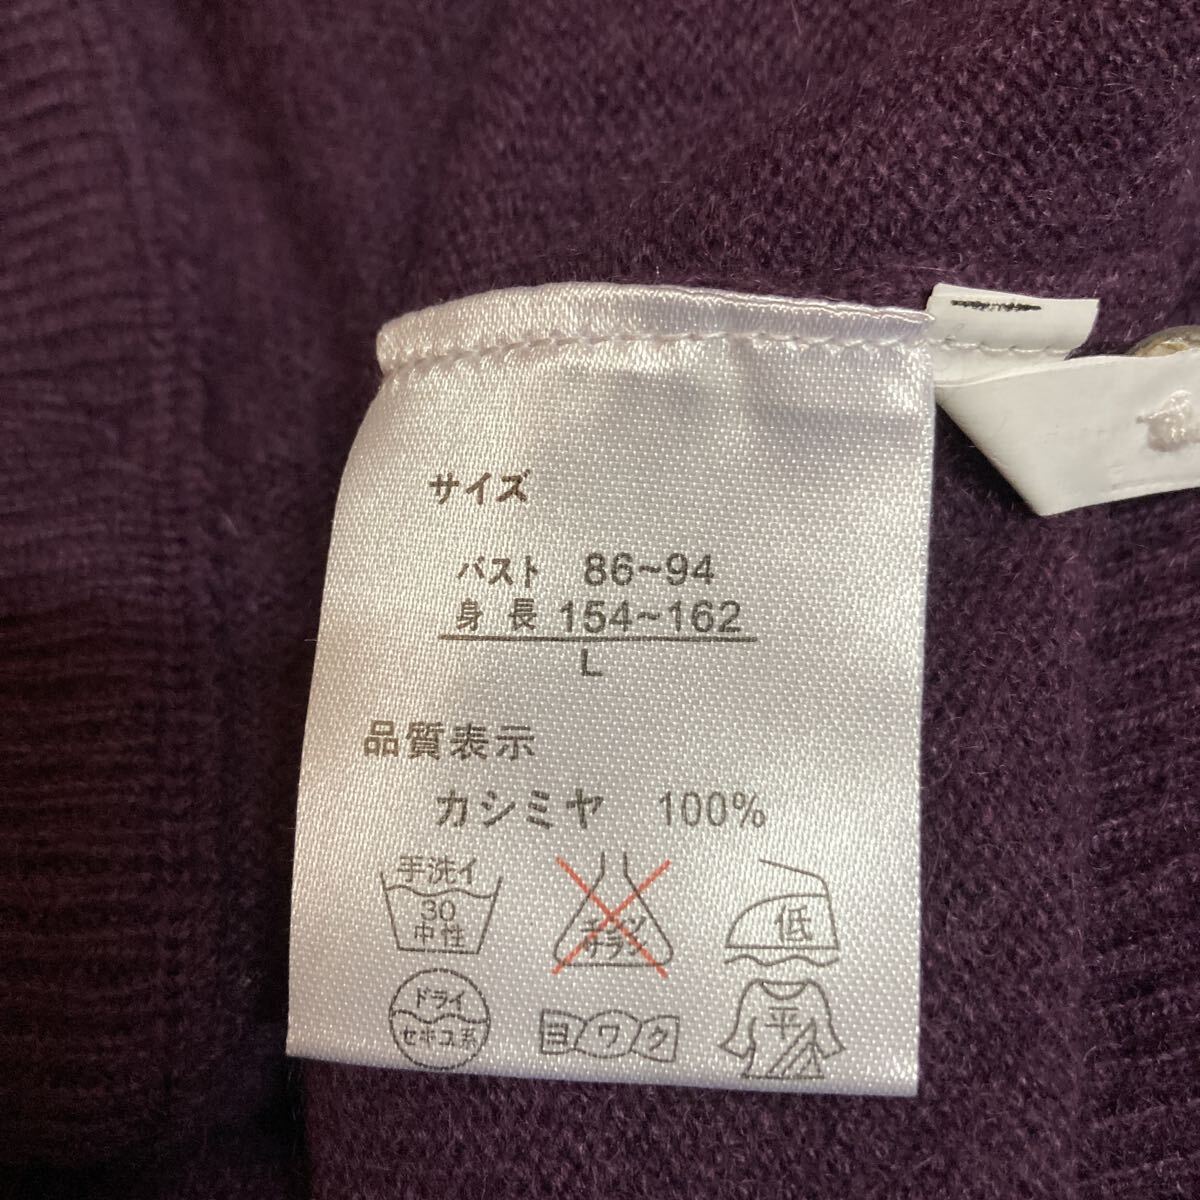 サイズ
バスト 86~94
身長 154~162
L
品質表示
カシミヤ 100%
手洗イ
30
中性
低
ドライ
セキユ系
ヨワク
平